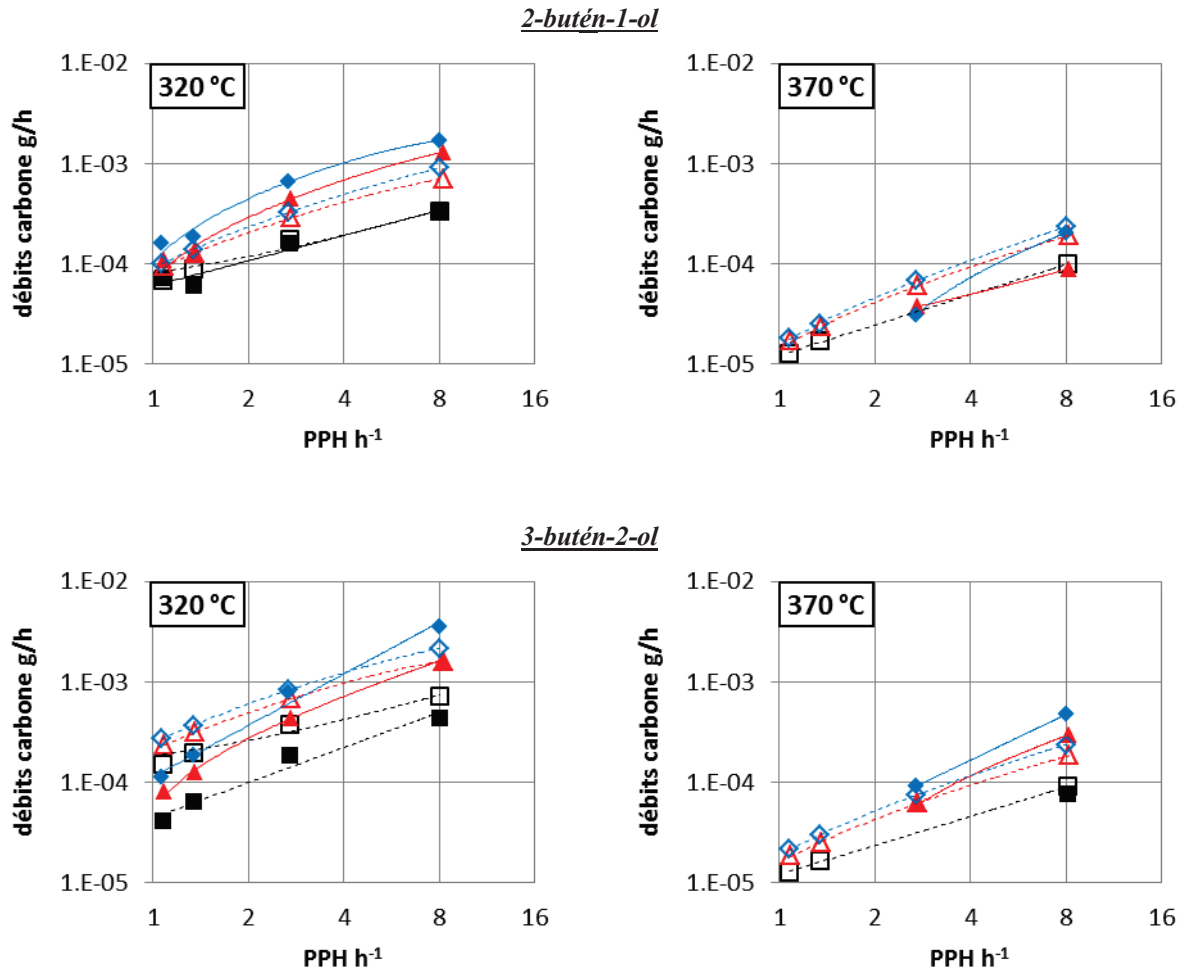 2-butén-1-ol
320 °C
débits carbone g/h
1.E-02
1.E-03
1.E-04
1.E-05
1 2 4 8 16
PPH h-1
370 °C
débits carbone g/h
1.E-02
1.E-03
1.E-04
1.E-05
1 2 4 8 16
PPH h-1
3-butén-2-ol
320 °C
débits carbone g/h
1.E-02
1.E-03
1.E-04
1.E-05
1 2 4 8 16
PPH h-1
370 °C
débits carbone g/h
1.E-02
1.E-03
1.E-04
1.E-05
1 2 4 8 16
PPH h-1